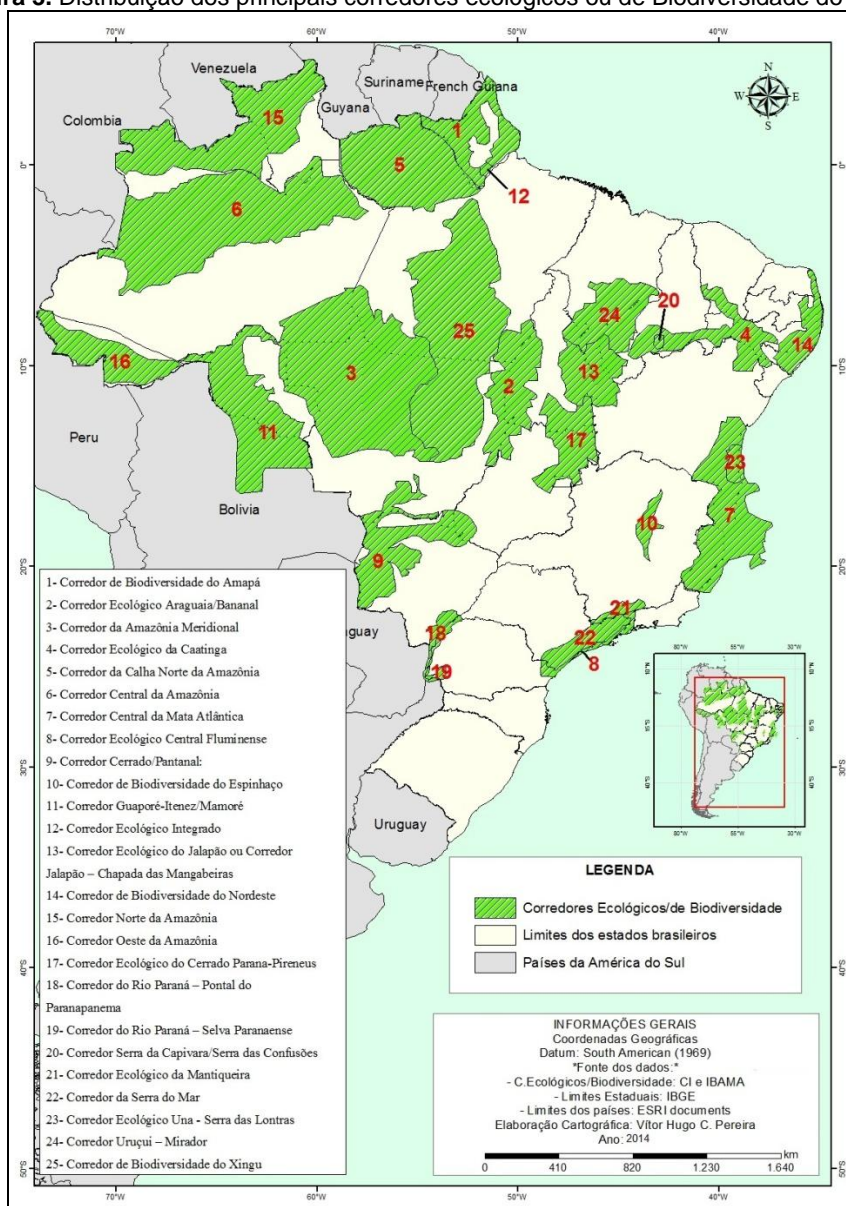 ra 3. Distribuição dos principais corredores ecológicos ou de Biodiversidade do
70°W 60°W 50°W 40°W
Venezuela
Suriname
French Guiana
Guyana
Colombia
N
W E
S
15
1
5
0°
12
6
20
24
25
4
14
10°S
16
3
2
13
11
17
Peru
23
Bolivia
7
10
20°S
9
21
18
22
guay
8
19
1- Corredor de Biodiversidade do Amapá
2- Corredor Ecológico Araguaia/Bananal
3- Corredor da Amazônia Meridional
4- Corredor Ecológico da Caatinga
5- Corredor da Calha Norte da Amazônia
6- Corredor Central da Amazônia
7- Corredor Central da Mata Atlântica
8- Corredor Ecológico Central Fluminense
9- Corredor Cerrado/Pantanal:
10- Corredor de Biodiversidade do Espinhaço
11- Corredor Guaporé-Itenez/Mamoré
12- Corredor Ecológico Integrado
13- Corredor Ecológico do Jalapão ou Corredor
Jalapão – Chapada das Mangabeiras
14- Corredor de Biodiversidade do Nordeste
15- Corredor Norte da Amazônia
16- Corredor Oeste da Amazônia
17- Corredor Ecológico do Cerrado Parana-Pireneus
18- Corredor do Rio Paraná – Pontal do
Paranapanema
19- Corredor do Rio Paraná – Selva Paranaense
20- Corredor Serra da Capivara/Serra das Confusões
21- Corredor Ecológico da Mantiqueira
22- Corredor da Serra do Mar
23- Corredor Ecológico Una - Serra das Lontras
24- Corredor Uruçui – Mirador
25- Corredor de Biodiversidade do Xingu
30°S
Uruguay
LEGENDA
Corredores Ecológicos/de Biodiversidade
Limites dos estados brasileiros
Países da América do Sul
40°S
INFORMAÇÕES GERAIS
Coordenadas Geográficas
Datum: South American (1969)
*Fonte dos dados:*
- C.Ecológicos/Biodiversidade: CI e IBAMA
- Limites Estaduais: IBGE
- Limites dos países: ESRI documents
Elaboração Cartográfica: Vítor Hugo C. Pereira
Ano: 2014
km
0 410 820 1.230 1.640
50°S
70°W 60°W 50°W 40°W